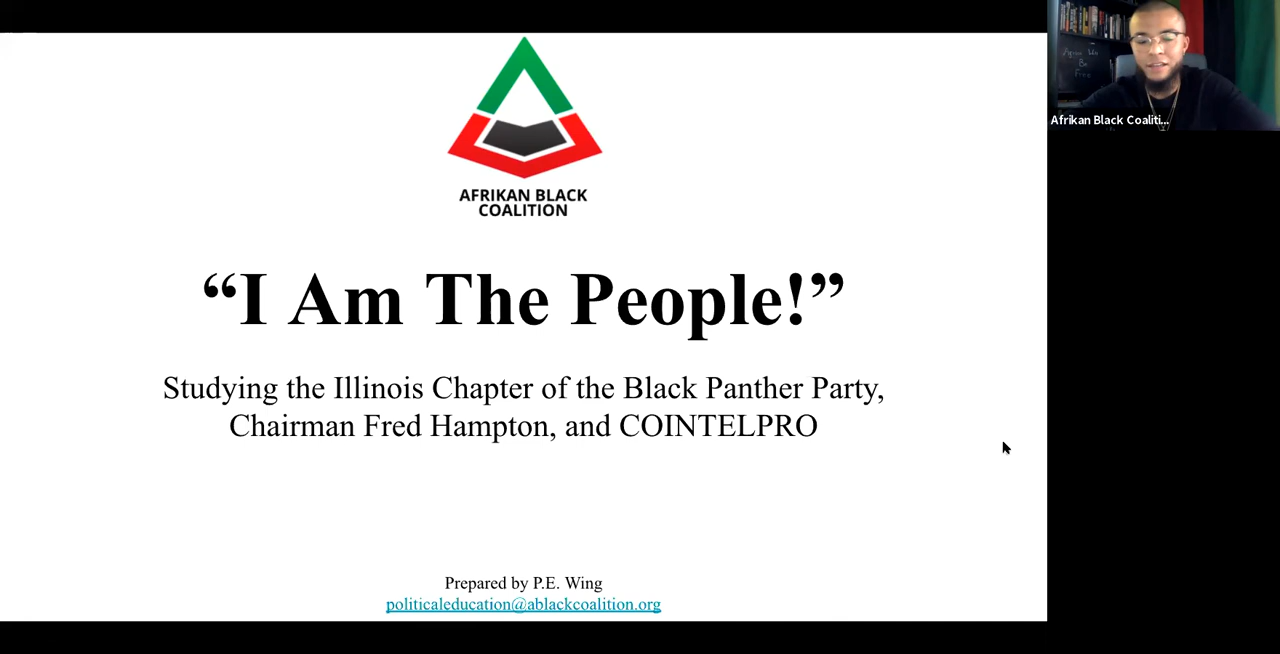 AFRIKAN BLACK
COALITION
“I Am The People!”
Studying the Illinois Chapter of the Black Panther Party,
Chairman Fred Hampton, and COINTELPRO
Prepared by P.E. Wing
politicaleducation@ablackcoalition.org
Afrikan Black Coaliti...